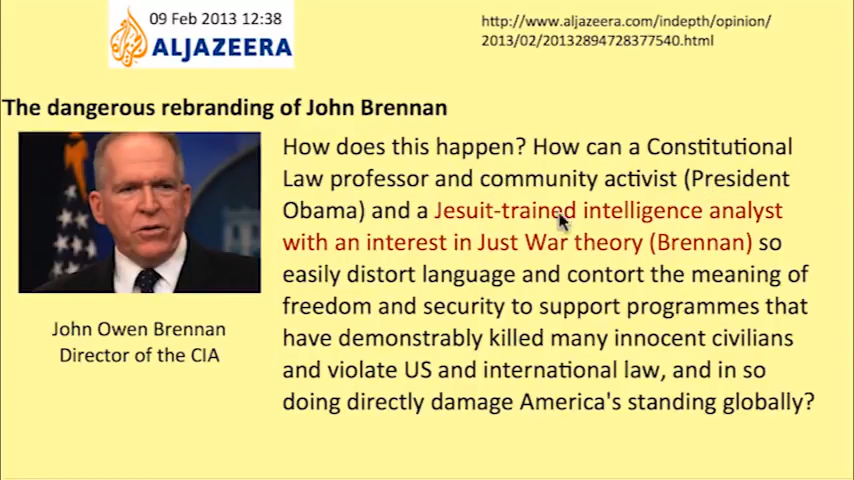 09 Feb 2013 12:38
ALJAZEERA
http://www.aljazeera.com/indepth/opinion/
2013/02/20132894728377540.html
The dangerous rebranding of John Brennan
How does this happen? How can a Constitutional
Law professor and community activist (President
Obama) and a Jesuit-trained intelligence analyst
with an interest in Just War theory (Brennan) so
easily distort language and contort the meaning of
freedom and security to support programmes that
have demonstrably killed many innocent civilians
and violate US and international law, and in so
doing directly damage America's standing globally?
John Owen Brennan
Director of the CIA